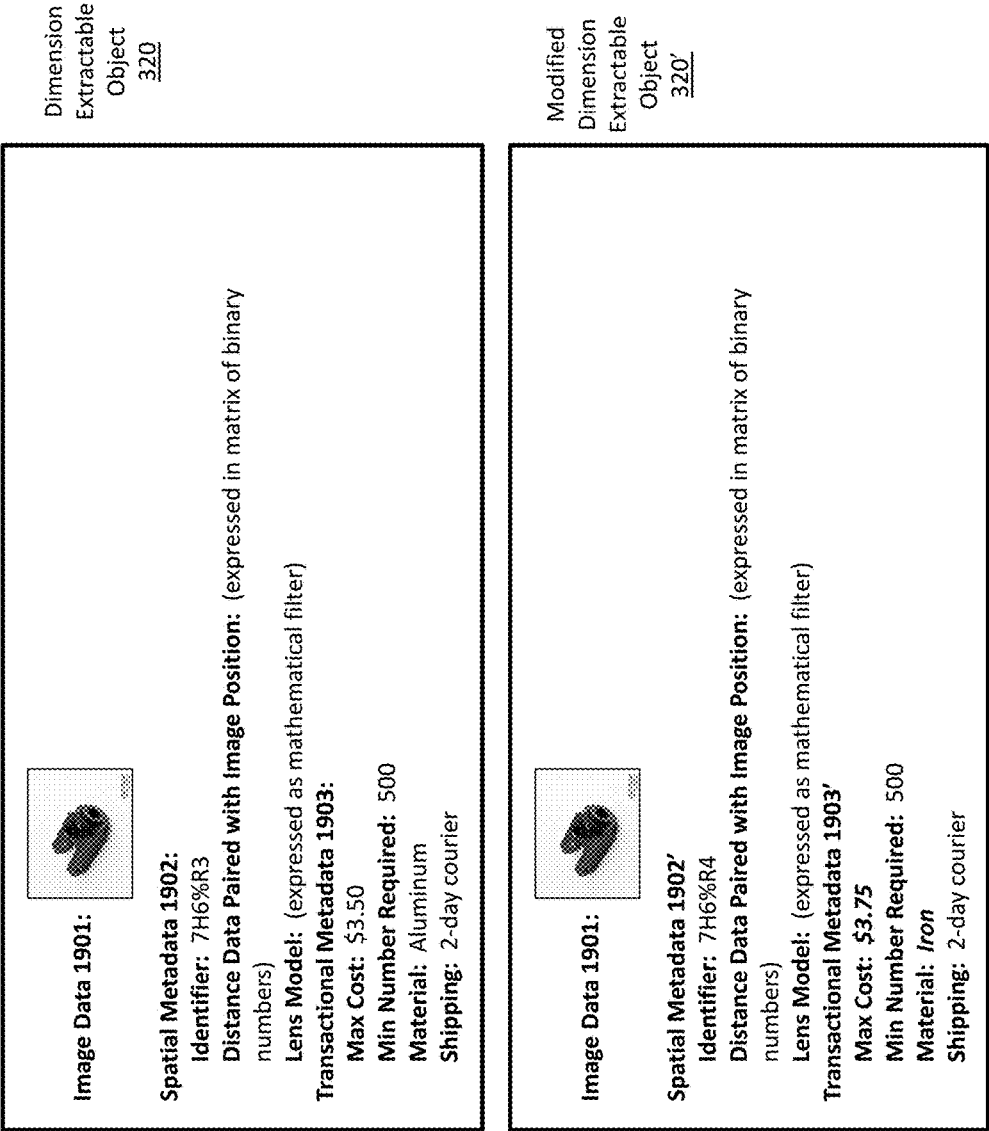 Dimension
Extractable
Object
320
Image Data 1901:
Spatial Metadata 1902:
Identifier: 7H6%R3
Distance Data Paired with Image Position: (expressed in matrix of binary
numbers)
Lens Model: (expressed as mathematical filter)
Transactional Metadata 1903:
Max Cost: $3.50
Min Number Required: 500
Material: Aluminum
Shipping: 2-day courier
Modified
Dimension
Extractable
Object
320'
Image Data 1901:
Spatial Metadata 1902'
Identifier: 7H6%R4
Distance Data Paired with Image Position: (expressed in matrix of binary
numbers)
Lens Model: (expressed as mathematical filter)
Transactional Metadata 1903'
Max Cost: $3.75
Min Number Required: 500
Material: Iron
Shipping: 2-day courier